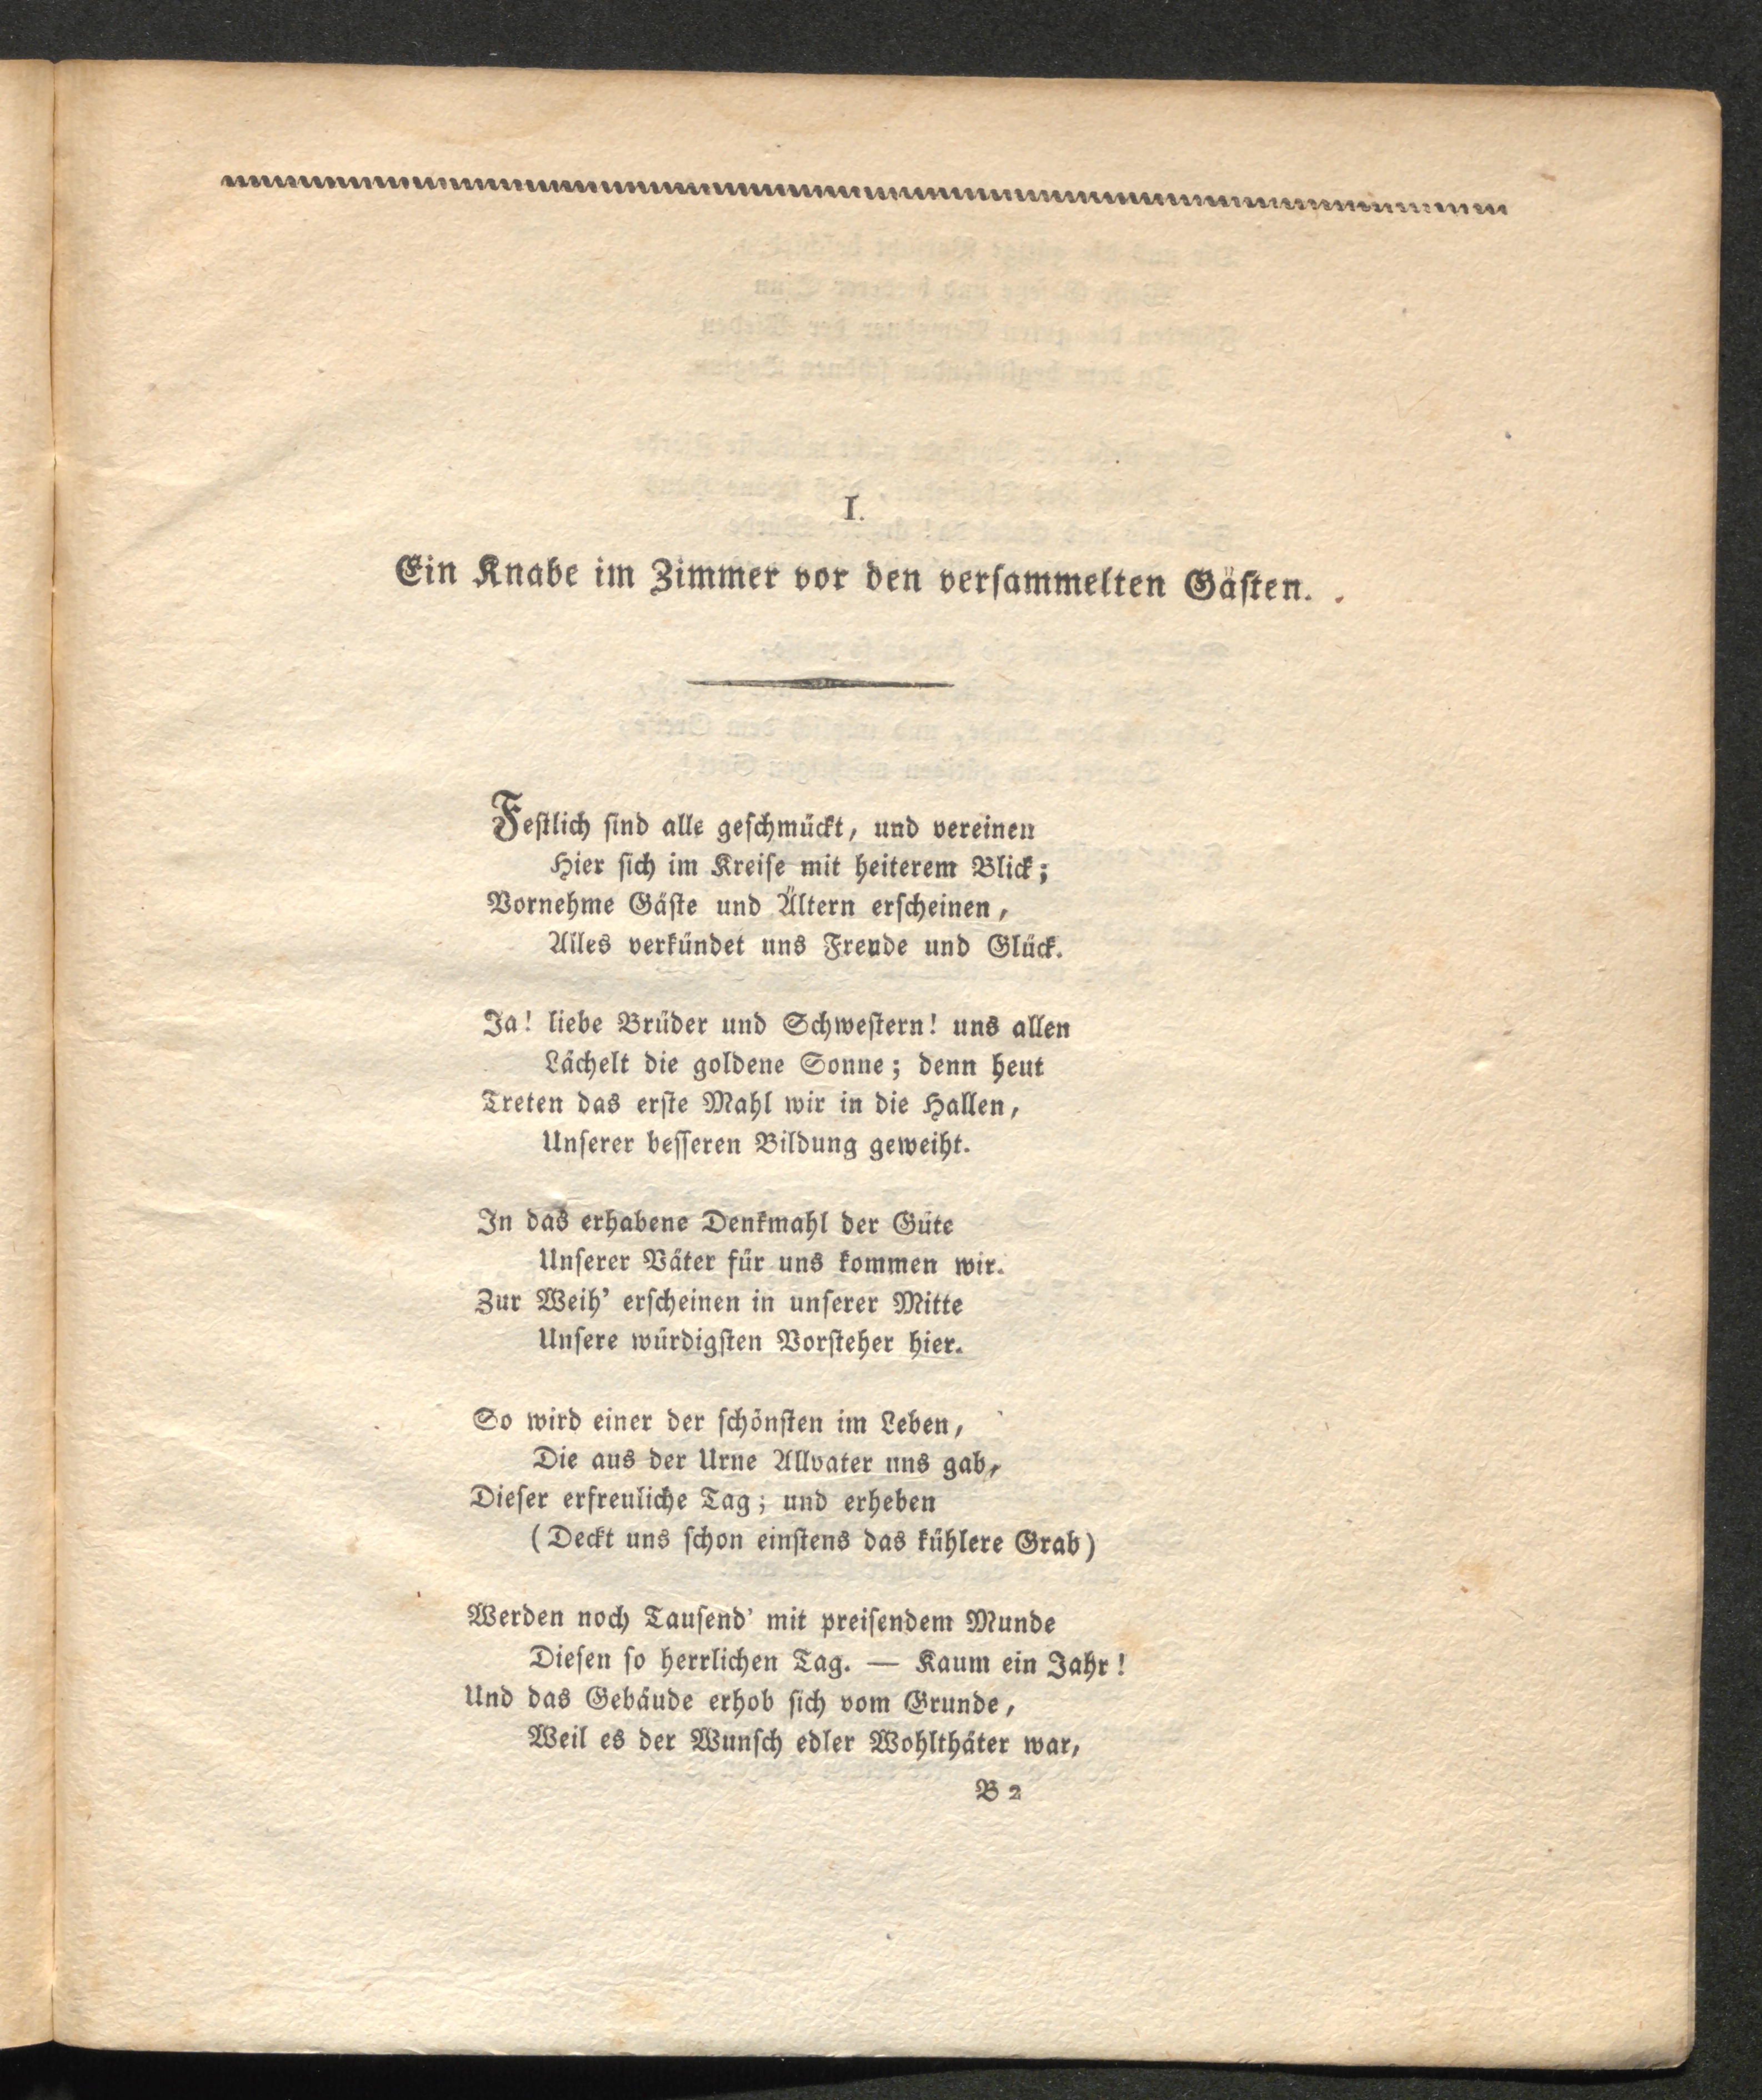 I.
Ein Knabe im Zimmer vor den versammelten Gästen.
Festlich sind alle geschmückt, und vereinen
Hier sich im Kreise mit heiterem Blick;
Vornehme Gäste und Ältern erscheinen,
Alles verkündet uns Freude und Glück.
Ja! liebe Brüder und Schwestern! uns allen
Lächelt die goldene Sonne; denn heut
Treten das erste Mahl wir in die Hallen,
Unserer besseren Bildung geweiht.
In das erhabene Denkmahl der Güte
Unserer Väter für uns kommen wir.
Zur Weih' erscheinen in unserer Mitte
Unsere würdigsten Vorsteher hier.
So wird einer der schönsten im Leben,
Die aus der Urne Allvater uns gab,
Dieser erfreuliche Tag; und erheben
(Deckt uns schon einstens das kühlere Grab)
Werden noch Tausend' mit preisendem Munde
Diesen so herrlichen Tag. — Kaum ein Jahr!
Und das Gebäude erhob sich vom Grunde,
Weil es der Wunsch edler Wohlthäter war,
B 2